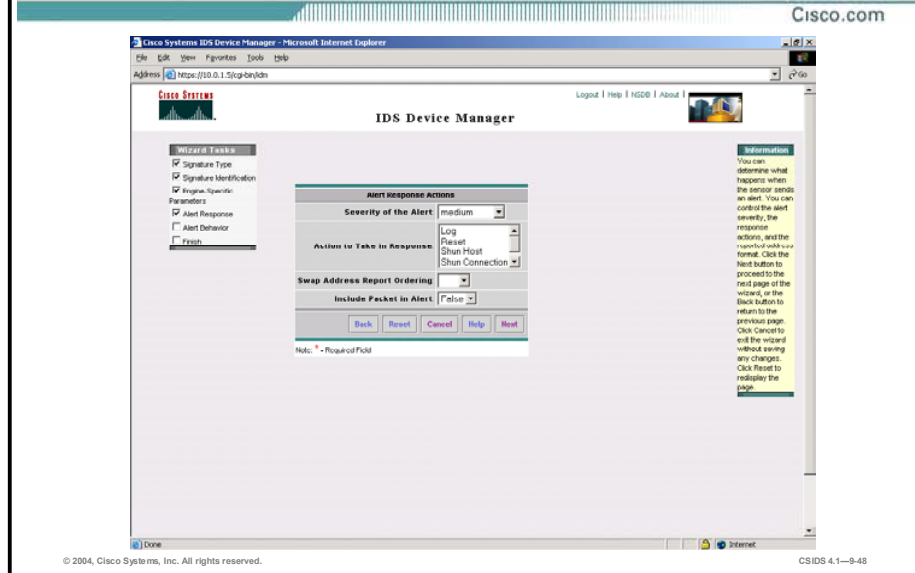 Cisco.com
Cisco Systems IDS Device Manager - Microsoft Internet Explorer
File Edit View Favorites Tools Help
Address https://10.0.1.5/cgi-bin/idm Go
CISCO SYSTEMS
Logout | Help | NSDB | About |
IDS Device Manager
Wizard Tasks
Signature Type
Signature Identification
Engine-Specific
Parameters
Alert Response
Alert Behavior
Finish
Alert Response Actions
Severity of the Alert medium
Action to Take in Response
Log
Reset
Shun Host
Shun Connection
Swap Address Report Ordering
Include Packet in Alert False
Back Reset Cancel Help Next
Note: * - Required Field
Information
You can
determine what
happens when
the sensor sends
an alert. You can
control the alert
severity, the
response
actions, and the
reported address
format. Click the
Next button to
proceed to the
next page of the
wizard, or the
Back button to
return to the
previous page.
Click Cancel to
exit the wizard
without saving
any changes.
Click Reset to
redisplay the
page.
Done
Internet
© 2004, Cisco Systems, Inc. All rights reserved.
CSIDS 4.1—9-48